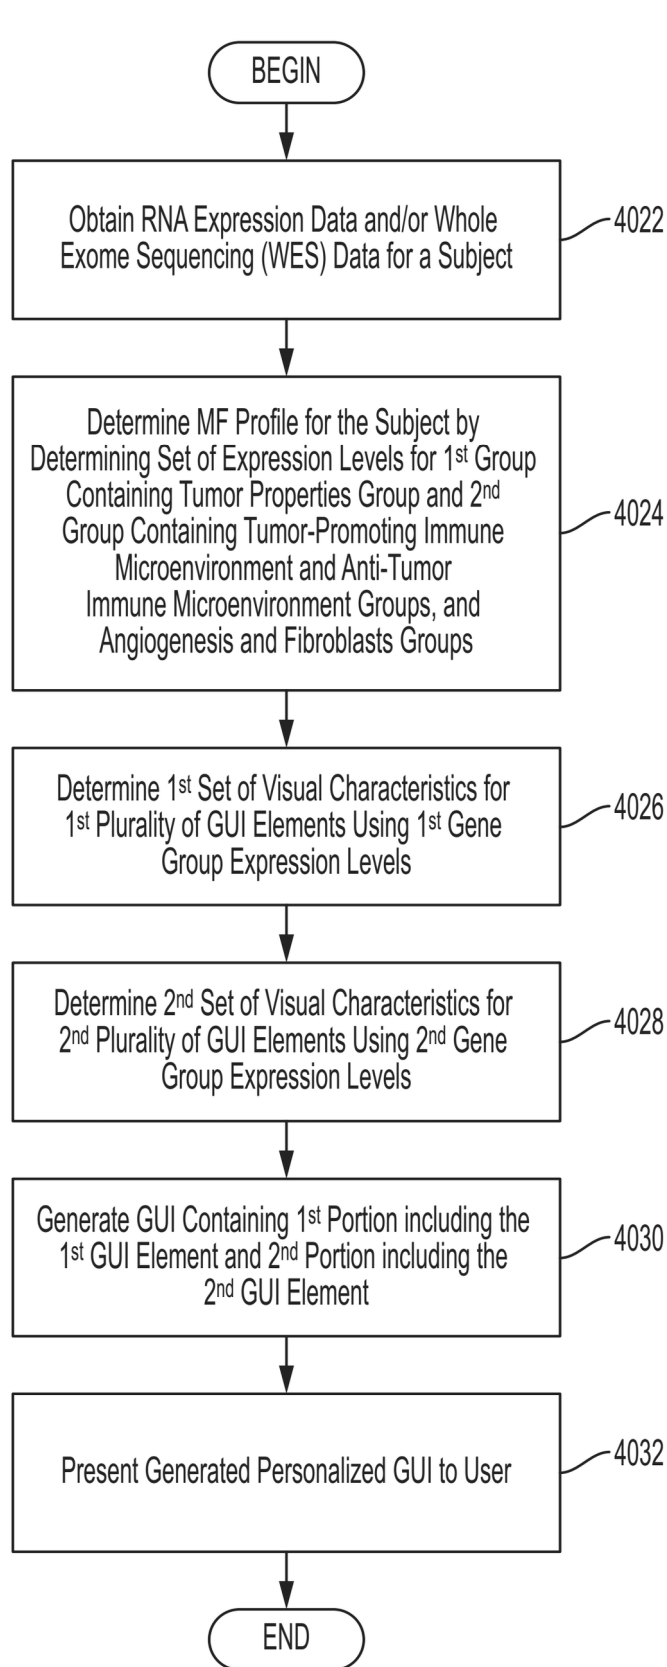 BEGIN
Obtain RNA Expression Data and/or Whole
Exome Sequencing (WES) Data for a Subject
4022
Determine MF Profile for the Subject by
Determining Set of Expression Levels for 1st Group
Containing Tumor Properties Group and 2nd
Group Containing Tumor-Promoting Immune
Microenvironment and Anti-Tumor
Immune Microenvironment Groups, and
Angiogenesis and Fibroblasts Groups
4024
Determine 1st Set of Visual Characteristics for
1st Plurality of GUI Elements Using 1st Gene
Group Expression Levels
4026
Determine 2nd Set of Visual Characteristics for
2nd Plurality of GUI Elements Using 2nd Gene
Group Expression Levels
4028
Generate GUI Containing 1st Portion including the
1st GUI Element and 2nd Portion including the
2nd GUI Element
4030
Present Generated Personalized GUI to User
4032
END